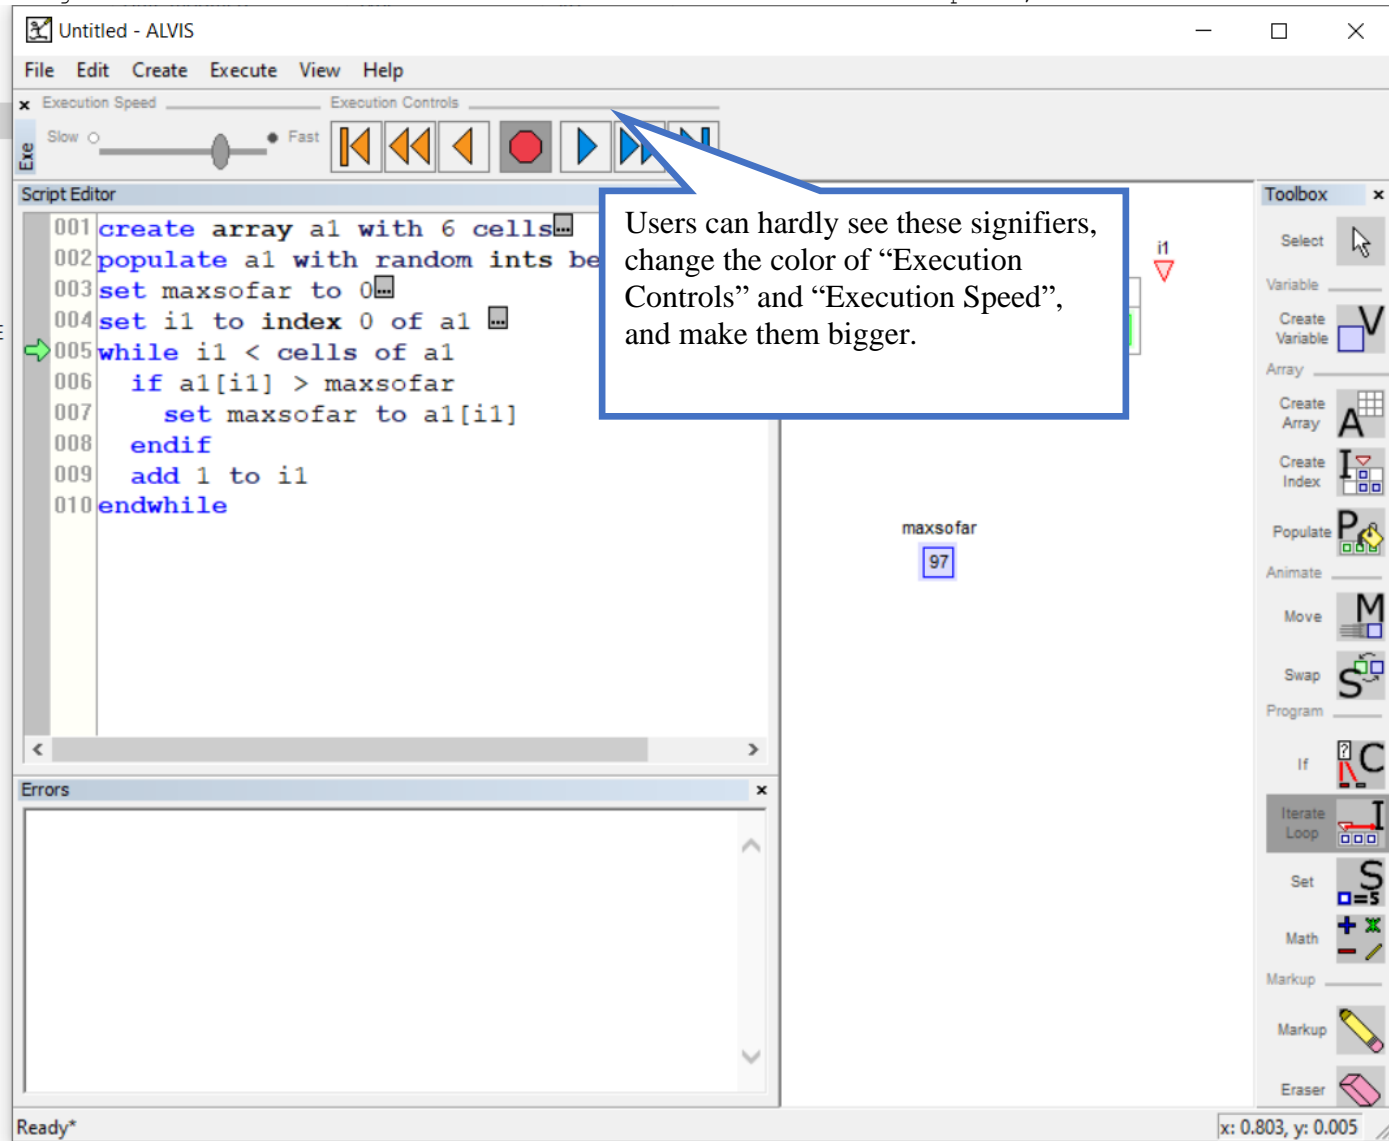 Untitled - ALVIS
File Edit Create Execute View Help
Execution Speed Execution Controls
Exe
Slow Fast
Script Editor
001 create array a1 with 6 cells...
002 populate a1 with random ints be
003 set maxsofar to 0...
004 set i1 to index 0 of a1 ...
005 while i1 < cells of a1
006 if a1[i1] > maxsofar
007 set maxsofar to a1[i1]
008 endif
009 add 1 to i1
010 endwhile
Users can hardly see these signifiers,
change the color of “Execution
Controls” and “Execution Speed”,
and make them bigger.
i1
maxsofar
97
Toolbox
Select
Variable
Create
Variable
V
Array
Create
Array
A
Create
Index
I
Populate
P
Animate
Move
M
Swap
S
Program
If
? C
Iterate
Loop
I
Set
S
=5
Math
Markup
Markup
Eraser
Errors
Ready*
x: 0.803, y: 0.005